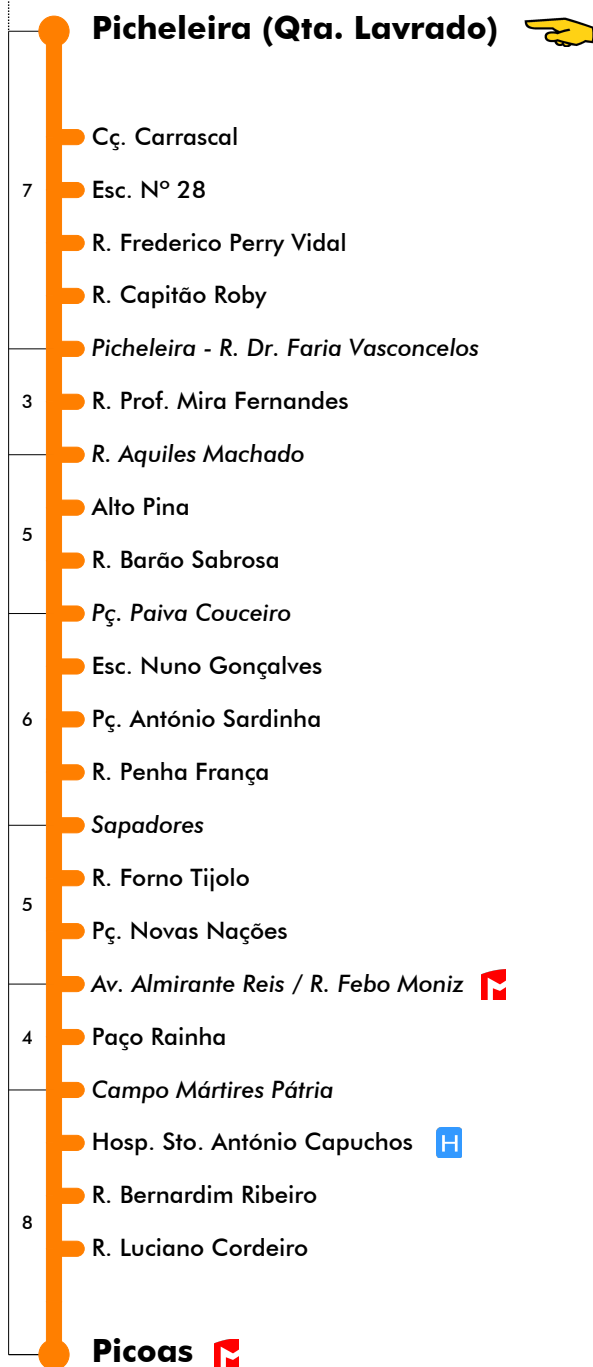 Picheleira (Qta. Lavrado)
Cç. Carrascal
7
Esc. Nº 28
R. Frederico Perry Vidal
R. Capitão Roby
Picheleira - R. Dr. Faria Vasconcelos
3
R. Prof. Mira Fernandes
R. Aquiles Machado
Alto Pina
5
R. Barão Sabrosa
Pç. Paiva Couceiro
Esc. Nuno Gonçalves
6
Pç. António Sardinha
R. Penha França
Sapadores
R. Forno Tijolo
5
Pç. Novas Nações
Av. Almirante Reis / R. Febo Moniz
4
Paço Rainha
Campo Mártires Pátria
Hosp. Sto. António Capuchos H
R. Bernardim Ribeiro
8
R. Luciano Cordeiro
Picoas